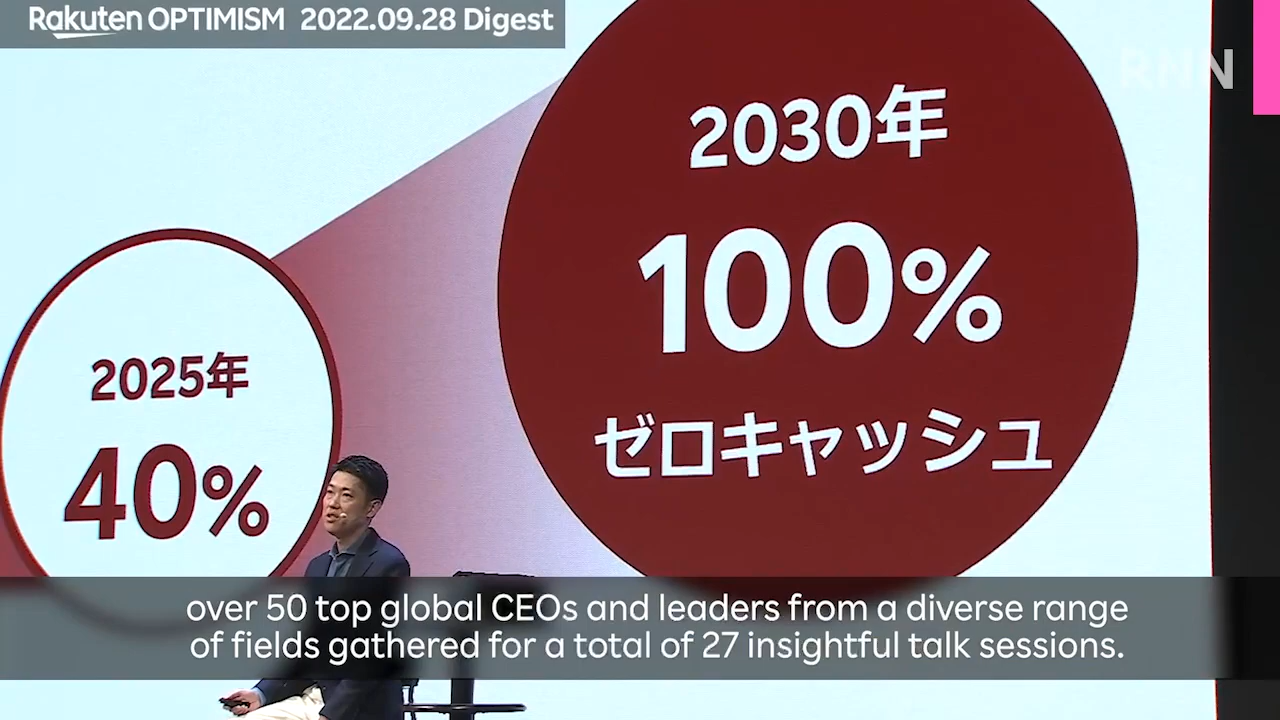 Rakuten OPTIMISM 2022.09.28 Digest
RNN
2030年
100%
ゼロキャッシュ
2025年
40%
over 50 top global CEOs and leaders from a diverse range
of fields gathered for a total of 27 insightful talk sessions.